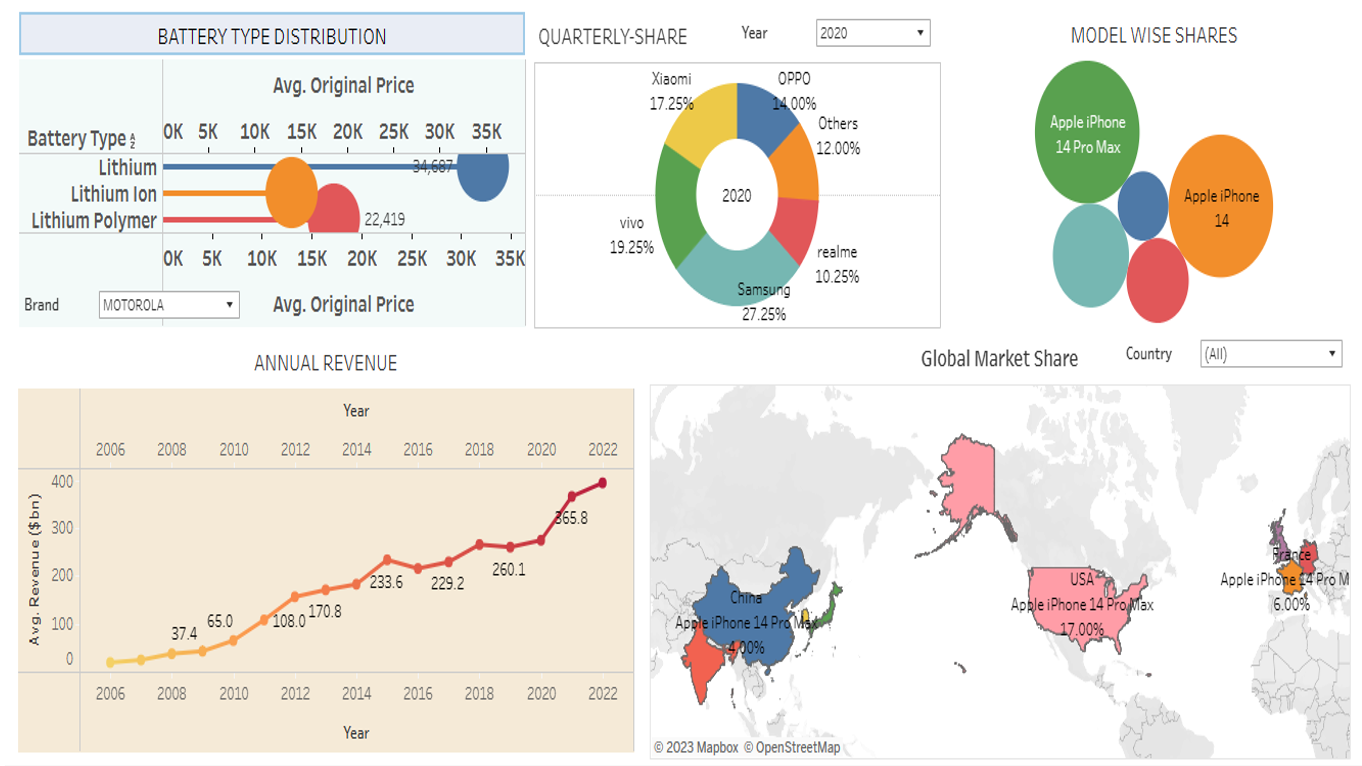 BATTERY TYPE DISTRIBUTION
Avg. Original Price
Battery Type
0K 5K 10K 15K 20K 25K 30K 35K
Lithium
34,687
Lithium Ion
Lithium Polymer
22,419
0K 5K 10K 15K 20K 25K 30K 35K
Brand
MOTOROLA
Avg. Original Price
QUARTERLY-SHARE
Year
2020
Xiaomi
17.25%
OPPO
14.00%
Others
12.00%
2020
vivo
19.25%
realme
10.25%
Samsung
27.25%
MODEL WISE SHARES
Apple iPhone
14 Pro Max
Apple iPhone
14
ANNUAL REVENUE
Year
2006 2008 2010 2012 2014 2016 2018 2020 2022
Avg. Revenue ($bn)
400
300
200
100
0
37.4
65.0
108.0
170.8
233.6
229.2
260.1
365.8
2006 2008 2010 2012 2014 2016 2018 2020 2022
Year
Global Market Share
Country
(All)
China
Apple iPhone 14 Pro Max
4.00%
USA
Apple iPhone 14 Pro Max
17.00%
France
Apple iPhone 14 Pro M
6.00%
© 2023 Mapbox © OpenStreetMap